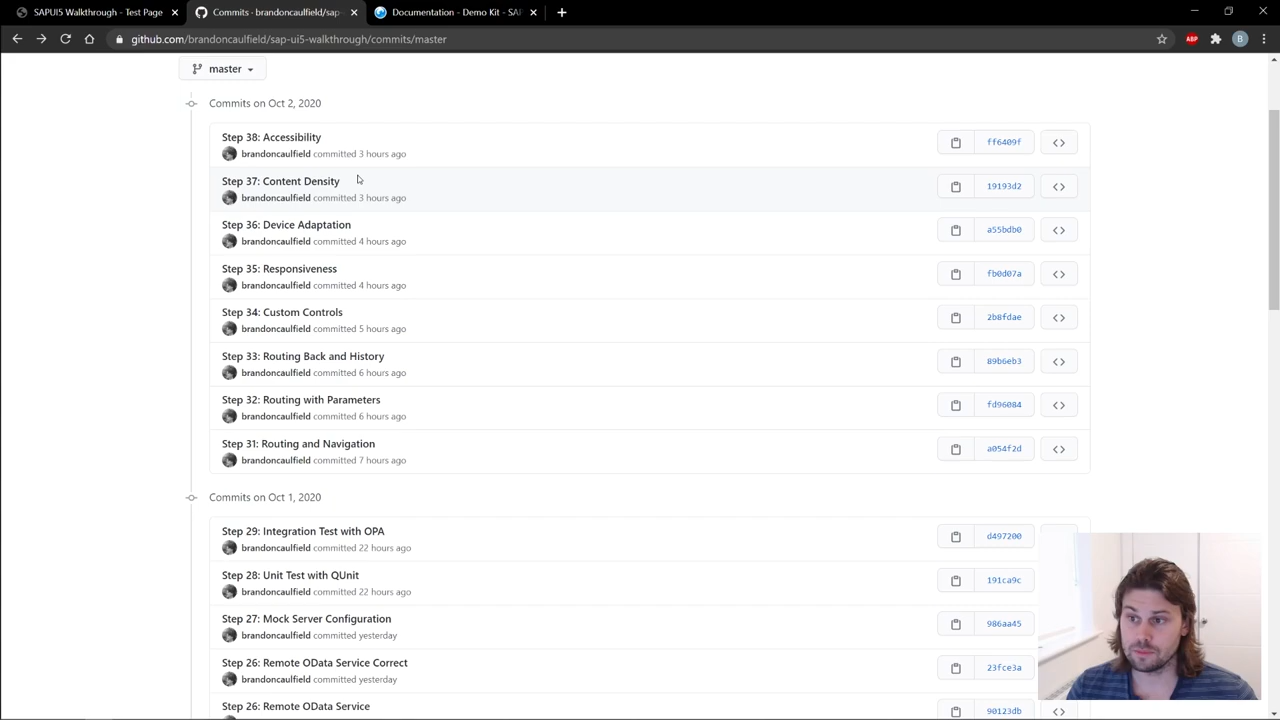 SAPUI5 Walkthrough - Test Page
brandoncaulfield/sap-
Documentation - Demo Kit - SAP
github.com/brandoncaulfield/sap-ui5-walkthrough/commits/master
ABP
B
master
Commits on Oct 2, 2020
Step 38: Accessibility
ff6409f
brandoncaulfield committed 3 hours ago
Step 37: Content Density
19193d2
brandoncaulfield committed 3 hours ago
Step 36: Device Adaptation
a55bdb0
brandoncaulfield committed 4 hours ago
Step 35: Responsiveness
fb0d07a
brandoncaulfield committed 4 hours ago
Step 34: Custom Controls
2b8fdae
brandoncaulfield committed 5 hours ago
Step 33: Routing Back and History
89b6eb3
brandoncaulfield committed 6 hours ago
Step 32: Routing with Parameters
fd96084
brandoncaulfield committed 6 hours ago
Step 31: Routing and Navigation
a054f2d
brandoncaulfield committed 7 hours ago
Commits on Oct 1, 2020
Step 29: Integration Test with OPA
d497200
brandoncaulfield committed 22 hours ago
Step 28: Unit Test with QUnit
191ca9c
brandoncaulfield committed 22 hours ago
Step 27: Mock Server Configuration
986aa45
brandoncaulfield committed yesterday
Step 26: Remote OData Service Correct
23fce3a
brandoncaulfield committed yesterday
Step 26: Remote OData Service
90123db